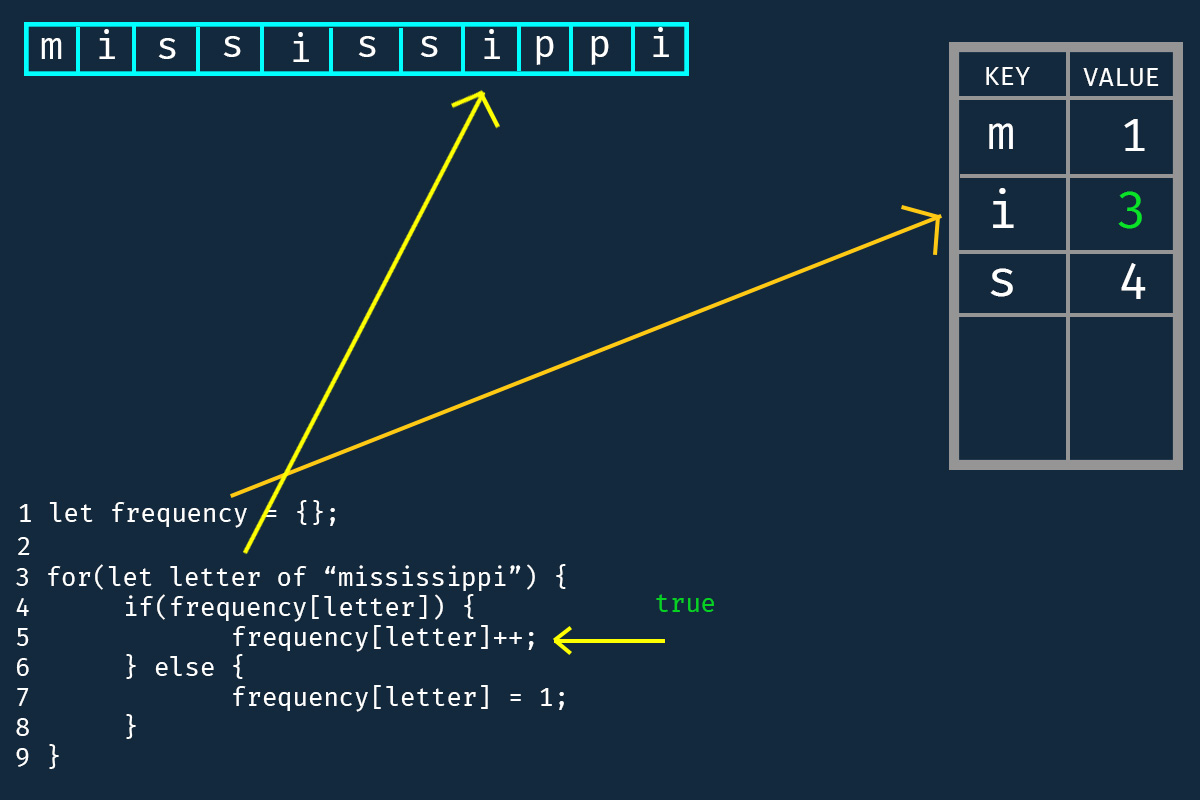 m i s s i s s i p p i
KEY VALUE
m 1
i 3
s 4
1 let frequency = {};
2
3 for(let letter of “mississippi”) {
4 if(frequency[letter]) {
true
5 frequency[letter]++;
6 } else {
7 frequency[letter] = 1;
8 }
9 }